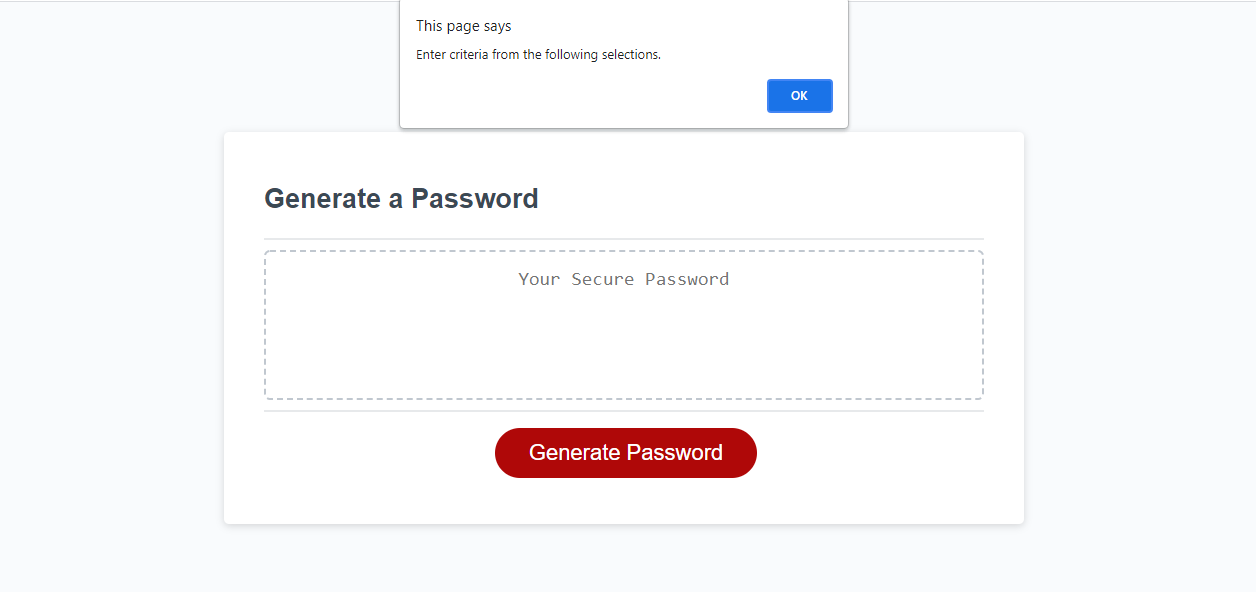 This page says
Enter criteria from the following selections.
OK
Generate a Password
Your Secure Password
Generate Password